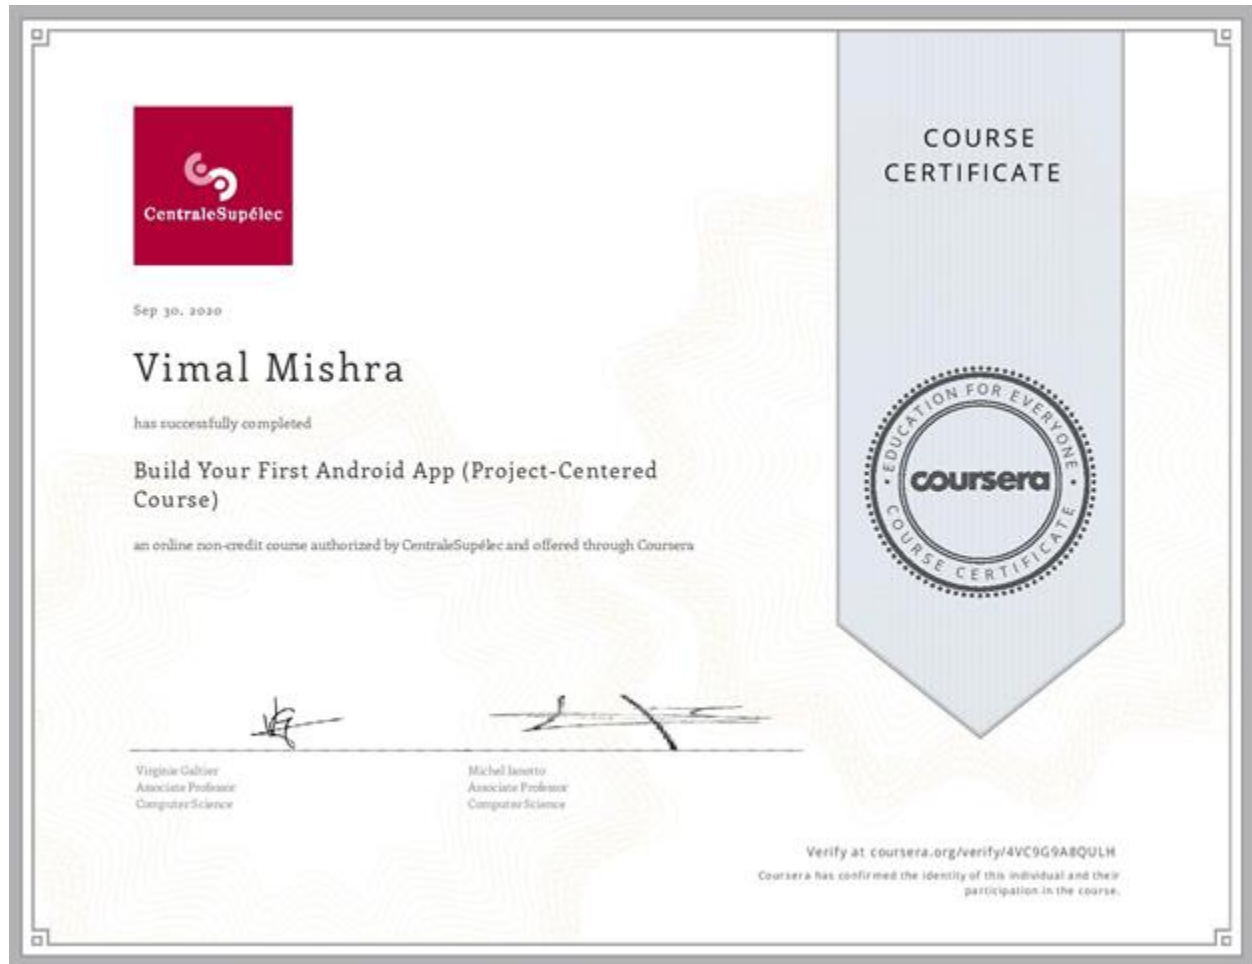 CentraleSupélec
Sep 30, 2020
Vimal Mishra
has successfully completed
Build Your First Android App (Project-Centered
Course)
an online non-credit course authorized by CentraleSupélec and offered through Coursera
COURSE
CERTIFICATE
EDUCATION FOR EVERYONE
coursera
COURSE CERTIFICATE
Virginie Galtier
Associate Professor
Computer Science
Michel Ianotto
Associate Professor
Computer Science
Verify at coursera.org/verify/4VC9G9A8QULH
Coursera has confirmed the identity of this individual and their
participation in the course.